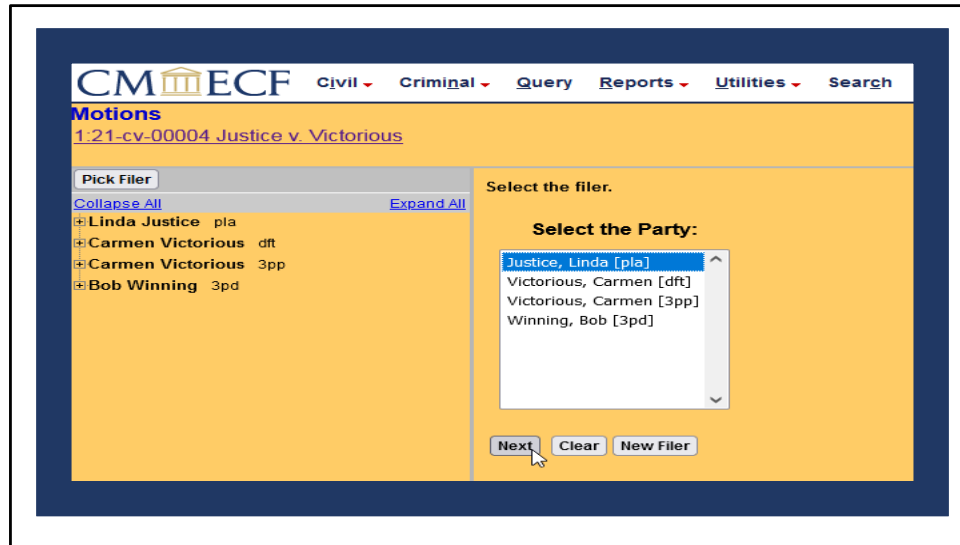 CM ECF Civil Criminal Query Reports Utilities Search
Motions
1:21-cv-00004 Justice v. Victorious
Pick Filer
Collapse All Expand All
Linda Justice pla
Carmen Victorious dft
Carmen Victorious 3pp
Bob Winning 3pd
Select the filer.
Select the Party:
Justice, Linda [pla]
Victorious, Carmen [dft]
Victorious, Carmen [3pp]
Winning, Bob [3pd]
Next Clear New Filer